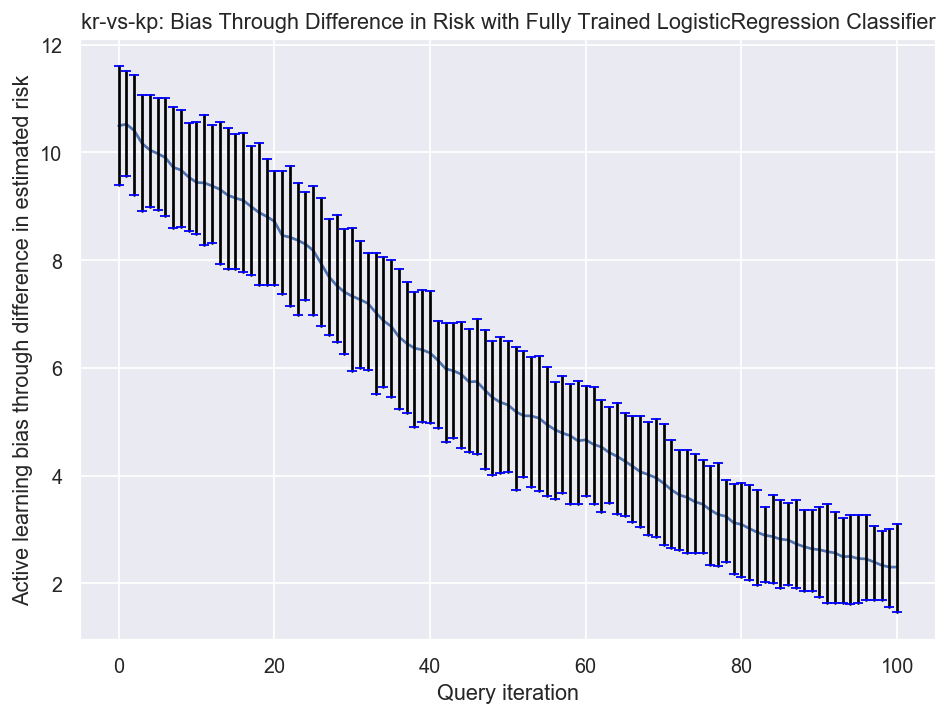 kr-vs-kp: Bias Through Difference in Risk with Fully Trained LogisticRegression Classifier
Active learning bias through difference in estimated risk
12
10
8
6
4
2
0 20 40 60 80 100
Query iteration